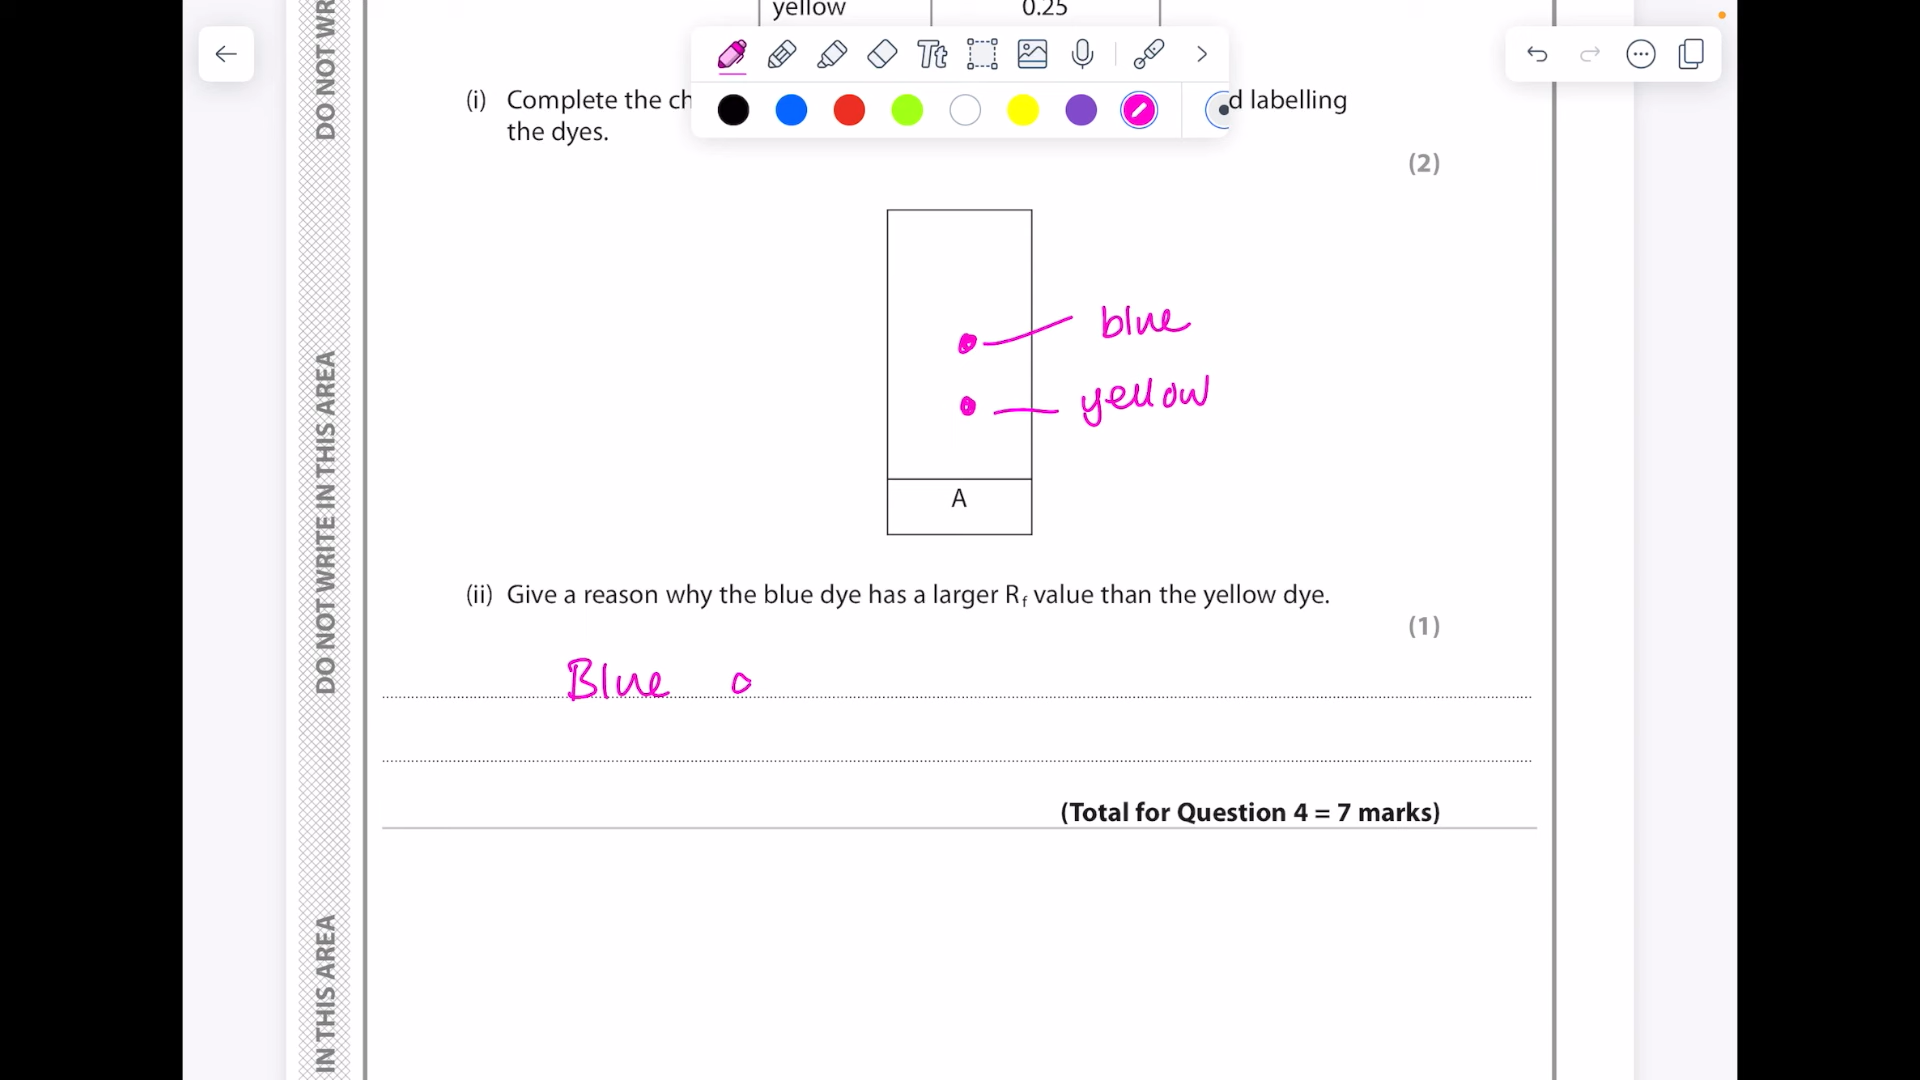 yellow 0.25
DO NOT WR
(i) Complete the ch d labelling
the dyes.
(2)
blue
yellow
A
DO NOT WRITE IN THIS AREA
(ii) Give a reason why the blue dye has a larger Rf value than the yellow dye.
(1)
Blue
(Total for Question 4 = 7 marks)
IN THIS AREA
Tt